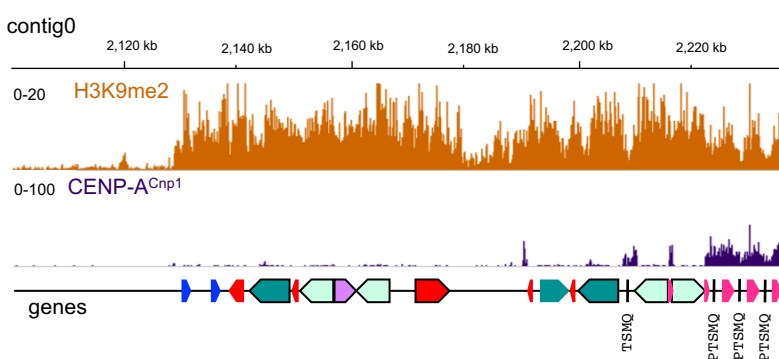 contig0
2,120 kb 2,140 kb 2,160 kb 2,180 kb 2,200 kb 2,220 kb
0-20 H3K9me2
0-100 CENP-ACnp1
genes
TSMQ
PTSMQ
PTSMQ
PTSMQ